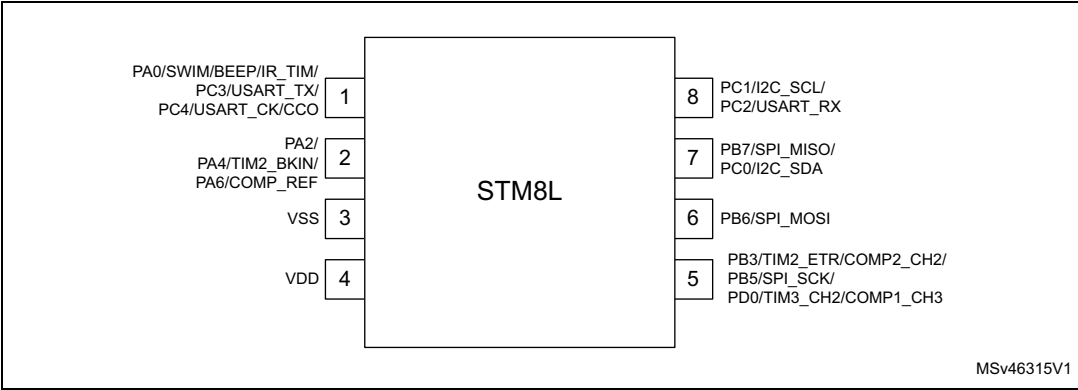 PA0/SWIM/BEEP/IR_TIM/
PC3/USART_TX/
PC4/USART_CK/CCO
1
PA2/
PA4/TIM2_BKIN/
PA6/COMP_REF
2
VSS
3
VDD
4
STM8L
8
PC1/I2C_SCL/
PC2/USART_RX
7
PB7/SPI_MISO/
PC0/I2C_SDA
6
PB6/SPI_MOSI
5
PB3/TIM2_ETR/COMP2_CH2/
PB5/SPI_SCK/
PD0/TIM3_CH2/COMP1_CH3
MSv46315V1